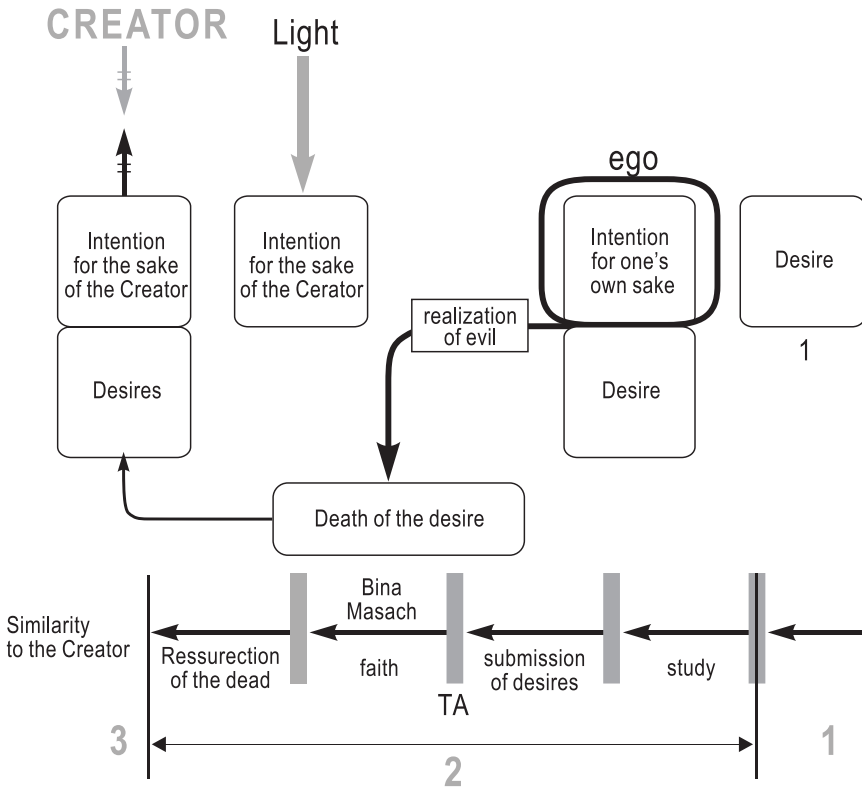 CREATOR
Light
ego
Intention
for the sake
of the Creator
Intention
for the sake
of the Cerator
Intention
for one's
own sake
Desire
1
realization
of evil
Desires
Desire
Death of the desire
Similarity
to the Creator
Ressurection
of the dead
Bina
Masach
faith
TA
submission
of desires
study
3
2
1